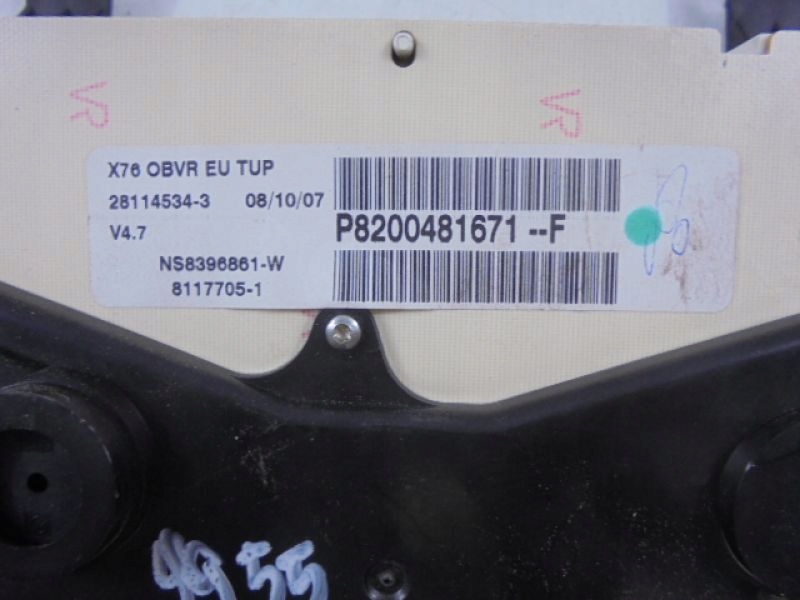 VR VR
X76 OBVR EU TUP
28114534-3 08/10/07
V4.7
P8200481671 --F
NS8396861-W
8117705-1